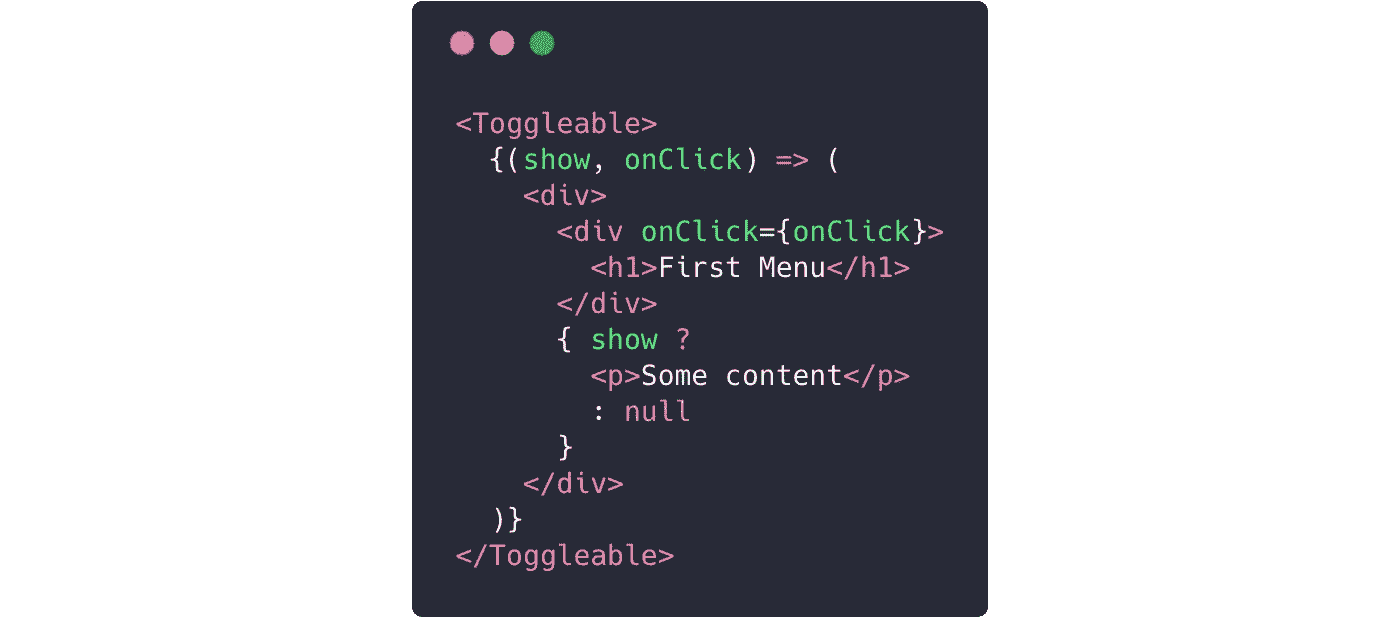 <Toggleable>
  {(show, onClick) => (
    <div>
      <div onClick={onClick}>
        <h1>First Menu</h1>
      </div>
      { show ?
        <p>Some content</p>
        : null
      }
    </div>
  )}
</Toggleable>